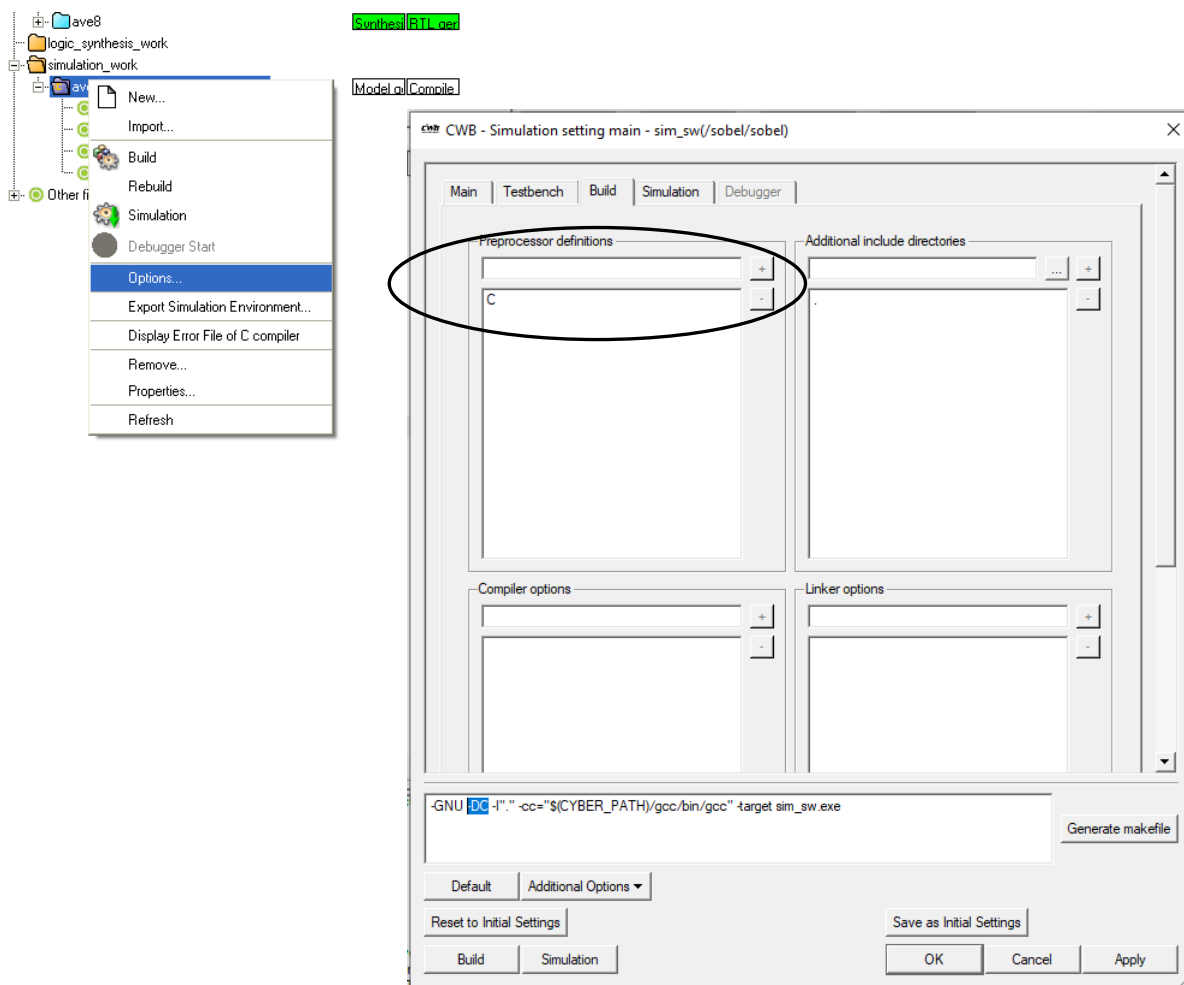 ave8
Synthesi RTL ger
logic_synthesis_work
simulation_work
Model Compile
New...
Import...
Build
Rebuild
Simulation
Debugger Start
Options...
Export Simulation Environment...
Display Error File of C compiler
Remove...
Properties...
Refresh
Other fi
CWB - Simulation setting main - sim_sw(/sobel/sobel)
Main Testbench Build Simulation Debugger
Preprocessor definitions Additional include directories
+ ... +
C - . -
Compiler options Linker options
+ +
- -
-GNU -DC -I"." -cc="$(CYBER_PATH)/gcc/bin/gcc" -target sim_sw.exe
Generate makefile
Default Additional Options
Reset to Initial Settings Save as Initial Settings
Build Simulation OK Cancel Apply